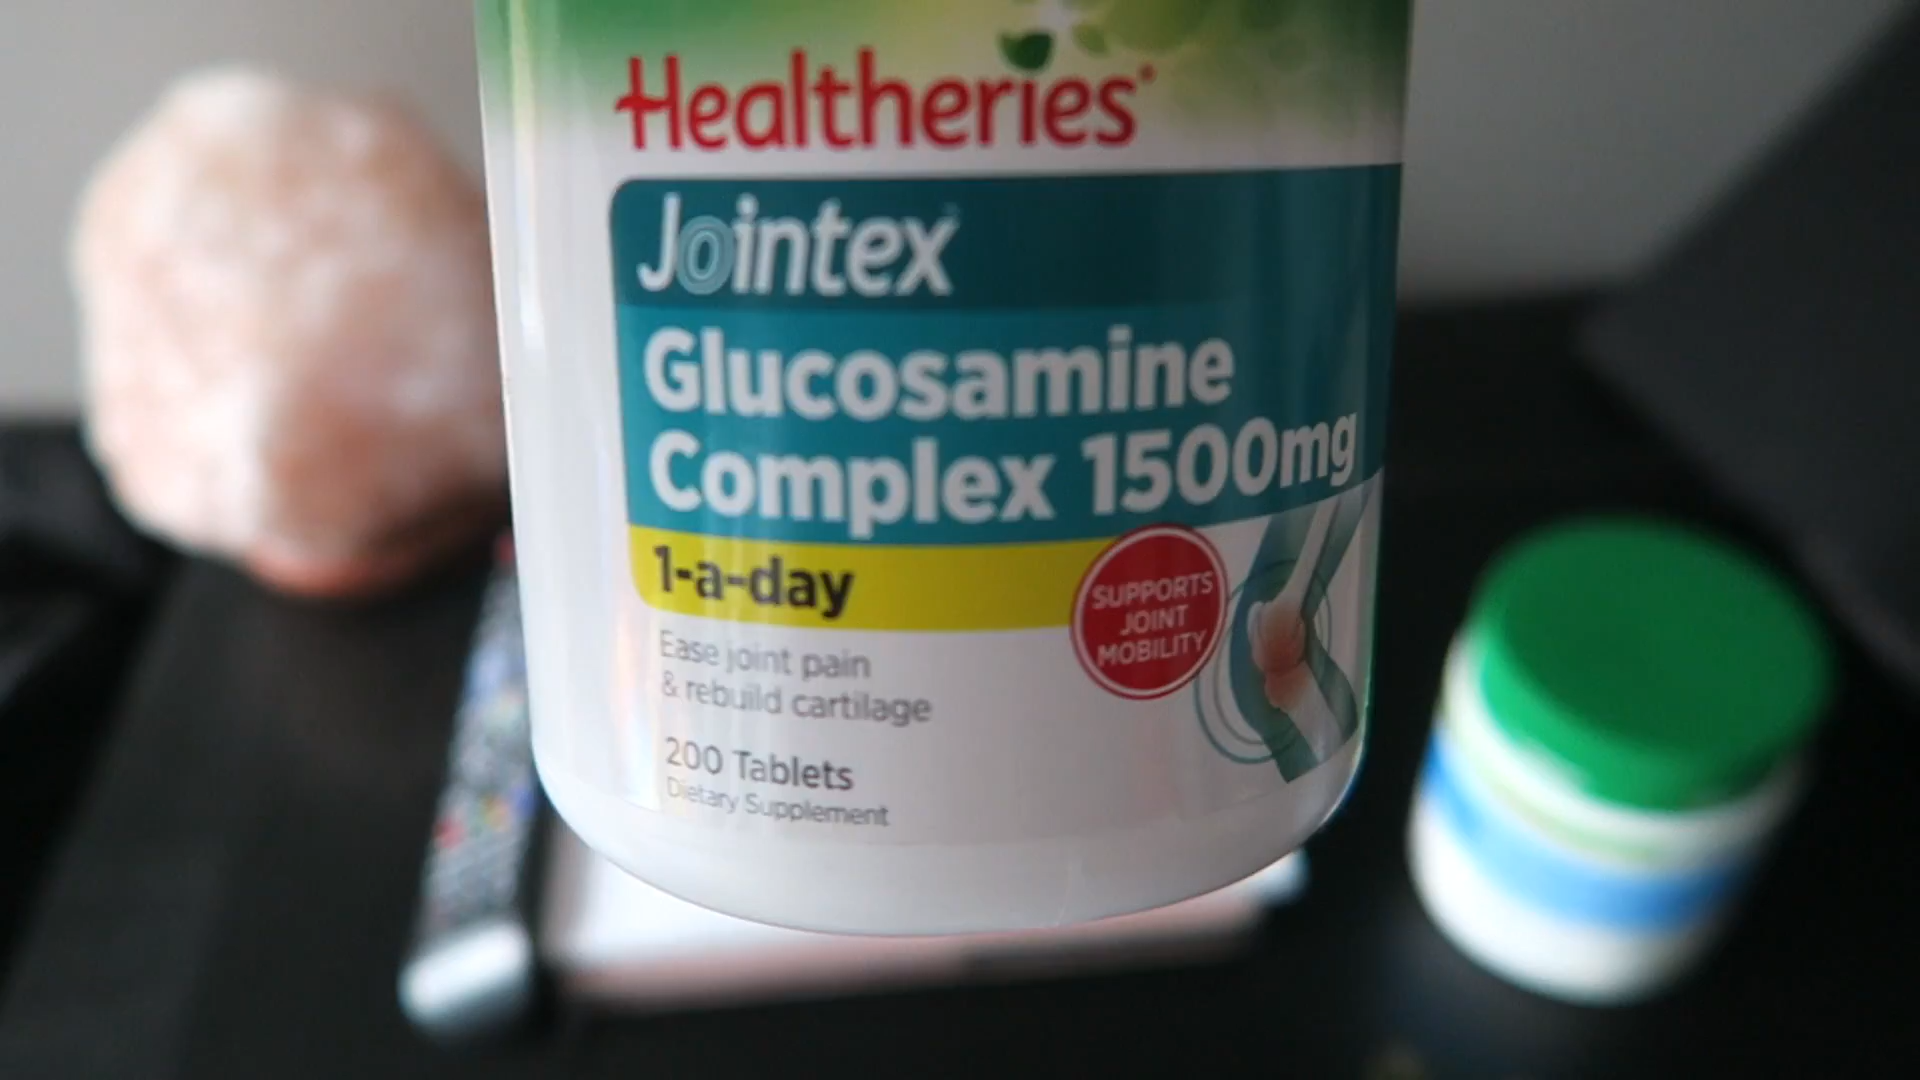 Healtheries
Jointex
Glucosamine
Complex 1500mg
1-a-day
SUPPORTS
JOINT
MOBILITY
Ease joint pain
& rebuild cartilage
200 Tablets
Dietary Supplement